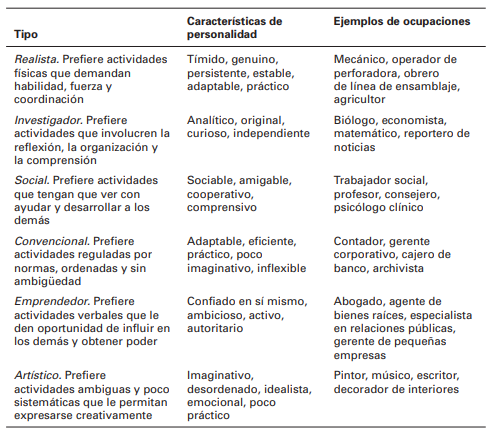 Tipo Características de personalidad Ejemplos de ocupaciones
Realista. Prefiere actividades
físicas que demandan
habilidad, fuerza y
coordinación
Tímido, genuino,
persistente, estable,
adaptable, práctico
Mecánico, operador de
perforadora, obrero
de línea de ensamblaje,
agricultor
Investigador. Prefiere
actividades que involucren la
reflexión, la organización y
la comprensión
Analítico, original,
curioso, independiente
Biólogo, economista,
matemático, reportero de
noticias
Social. Prefiere actividades
que tengan que ver con
ayudar y desarrollar a los
demás
Sociable, amigable,
cooperativo,
comprensivo
Trabajador social,
profesor, consejero,
psicólogo clínico
Convencional. Prefiere
actividades reguladas por
normas, ordenadas y sin
ambigüedad
Adaptable, eficiente,
práctico, poco
imaginativo, inflexible
Contador, gerente
corporativo, cajero de
banco, archivista
Emprendedor. Prefiere
actividades verbales que le
den oportunidad de influir en
los demás y obtener poder
Confiado en sí mismo,
ambicioso, activo,
autoritario
Abogado, agente de
bienes raíces, especialista
en relaciones públicas,
gerente de pequeñas
empresas
Artístico. Prefiere
actividades ambiguas y poco
sistemáticas que le permitan
expresarse creativamente
Imaginativo,
desordenado, idealista,
emocional, poco
práctico
Pintor, músico, escritor,
decorador de interiores